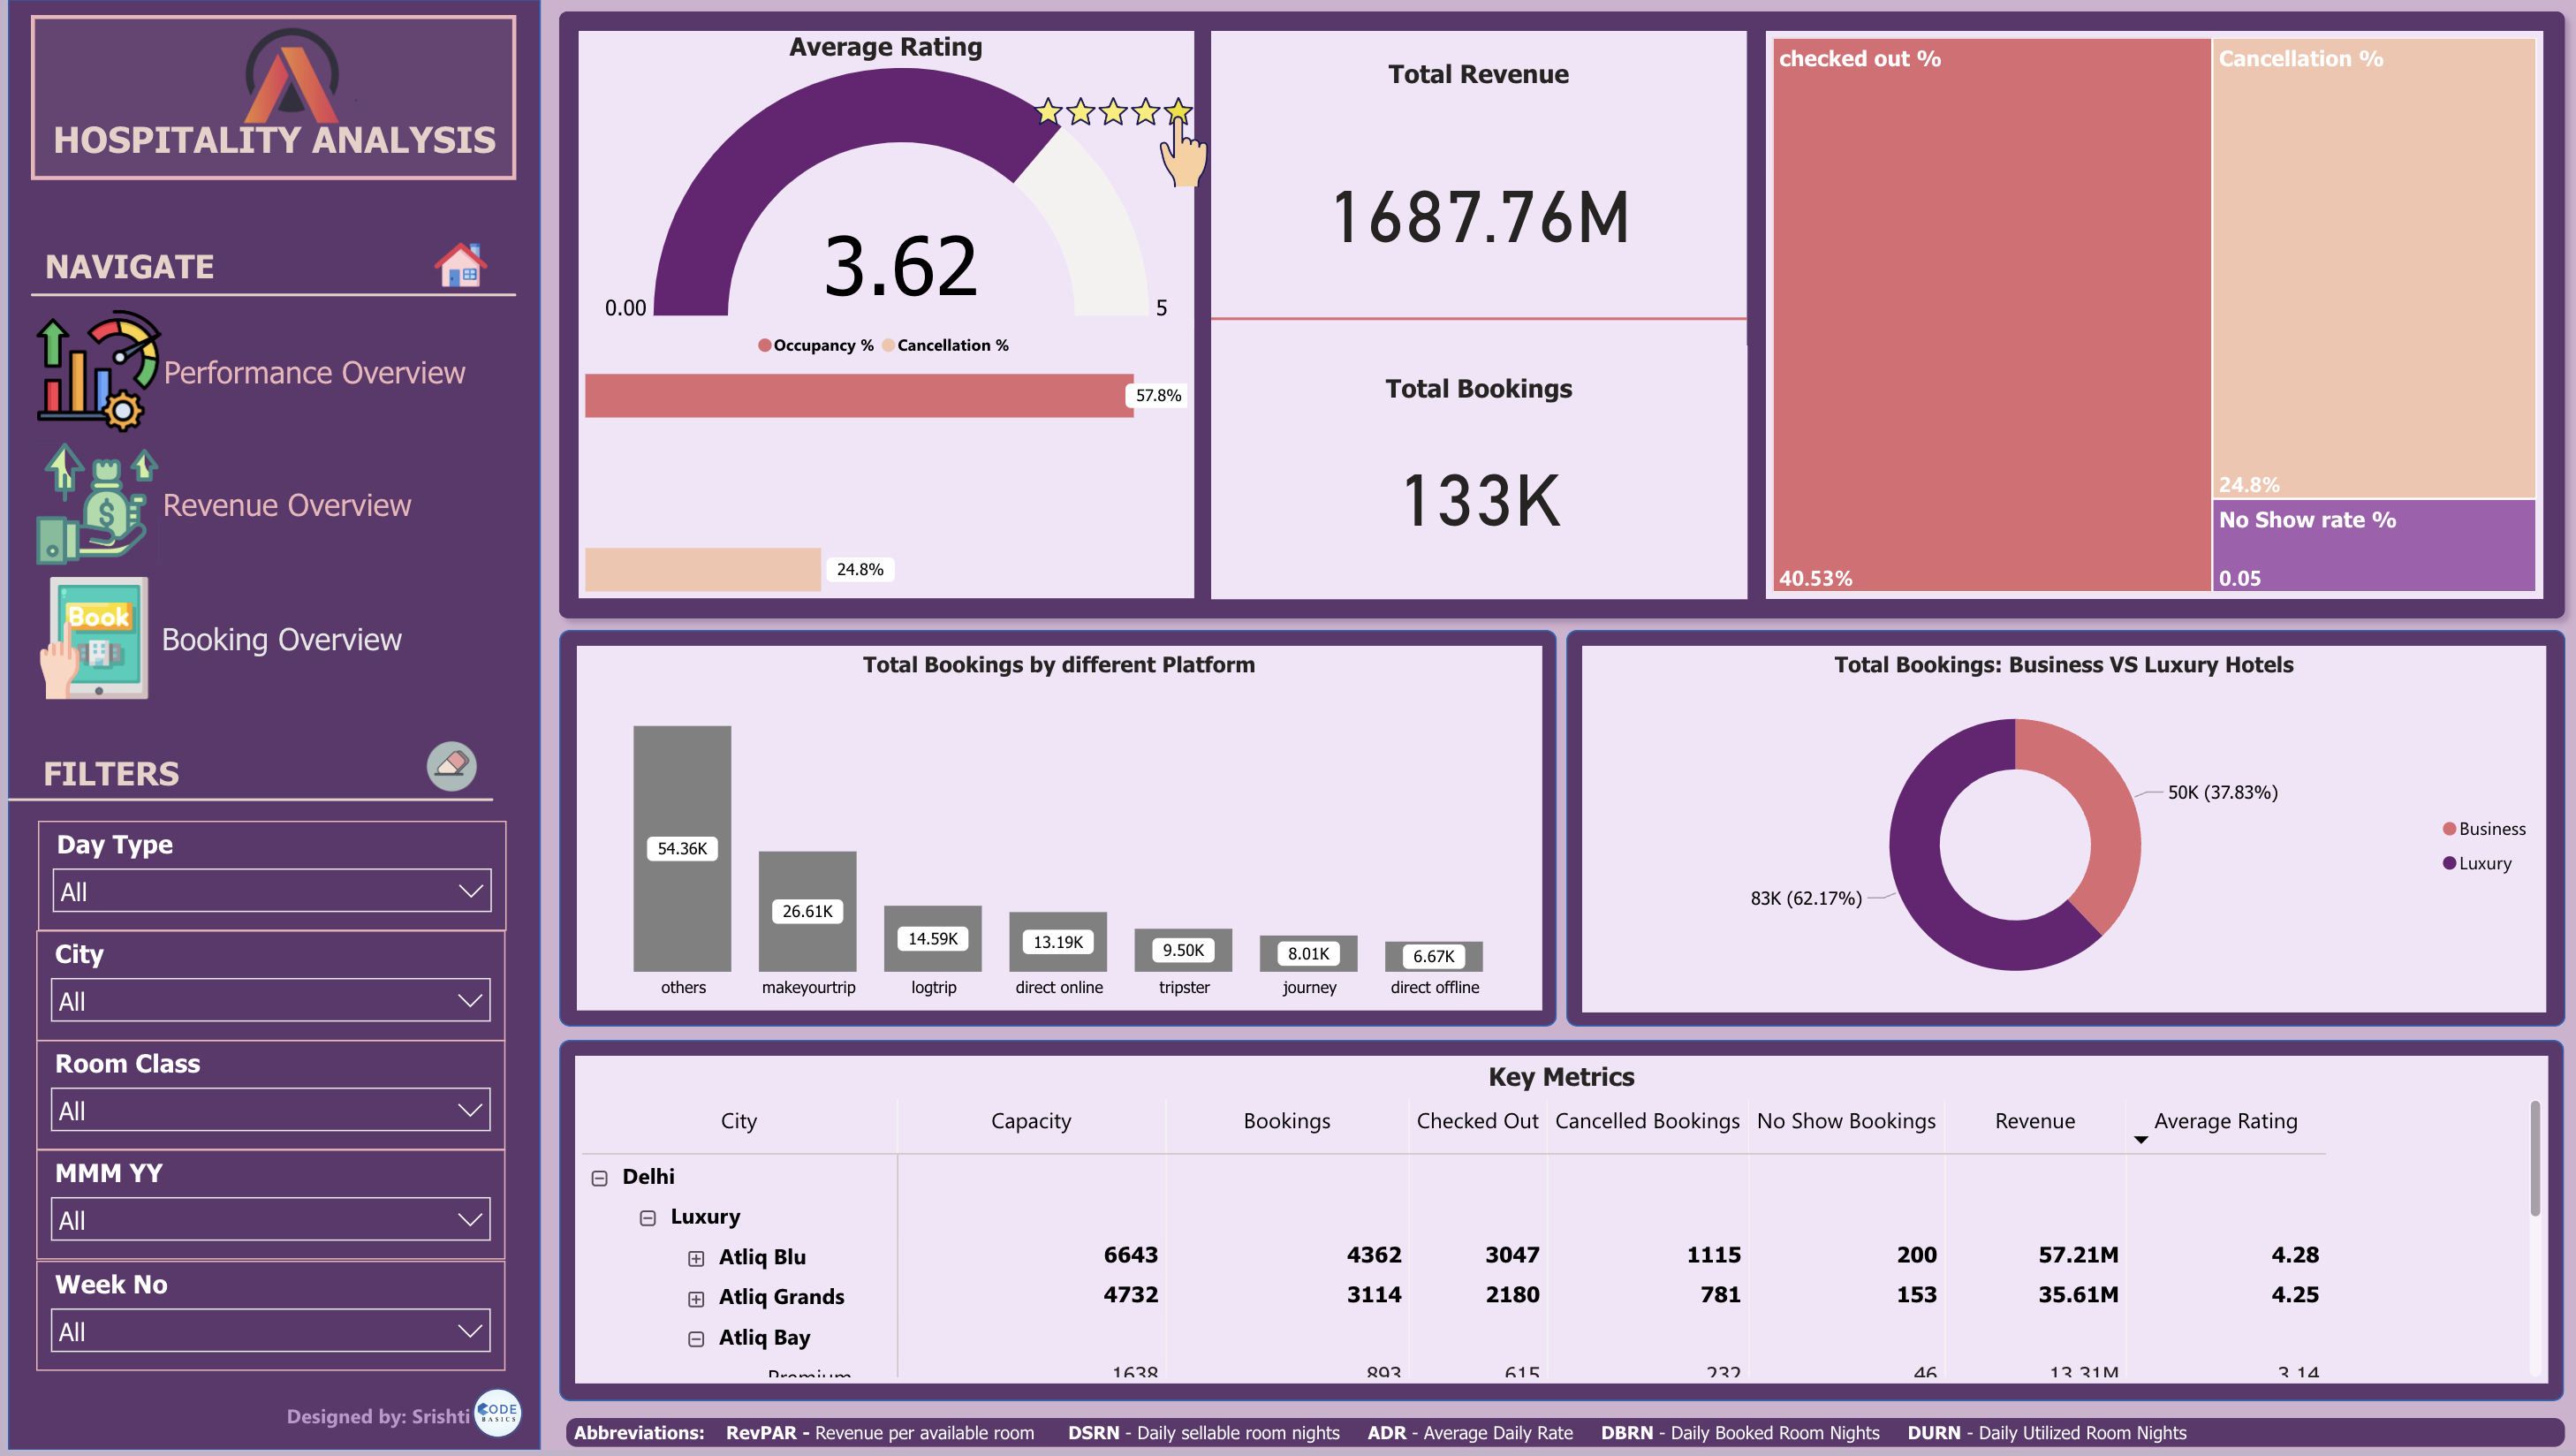 HOSPITALITY ANALYSIS
NAVIGATE
Performance Overview
Revenue Overview
Book
Booking Overview
FILTERS
Day Type
All
City
All
Room Class
All
MMM YY
All
Week No
All
Designed by: Srishti
CODE
BASICS
Average Rating
3.62
0.00
5
Occupancy % Cancellation %
57.8%
24.8%
Total Revenue
1687.76M
Total Bookings
133K
checked out %
40.53%
Cancellation %
24.8%
No Show rate %
0.05
Total Bookings by different Platform
54.36K
26.61K
14.59K
13.19K
9.50K
8.01K
6.67K
others makeyourtrip logtrip direct online tripster journey direct offline
Total Bookings: Business VS Luxury Hotels
50K (37.83%)
83K (62.17%)
Business
Luxury
Key Metrics
City Capacity Bookings Checked Out Cancelled Bookings No Show Bookings Revenue Average Rating
Delhi
Luxury
Atliq Blu 6643 4362 3047 1115 200 57.21M 4.28
Atliq Grands 4732 3114 2180 781 153 35.61M 4.25
Atliq Bay
Premium 1638 893 615 232 46 13.31M 3.14
Abbreviations: RevPAR - Revenue per available room DSRN - Daily sellable room nights ADR - Average Daily Rate DBRN - Daily Booked Room Nights DURN - Daily Utilized Room Nights